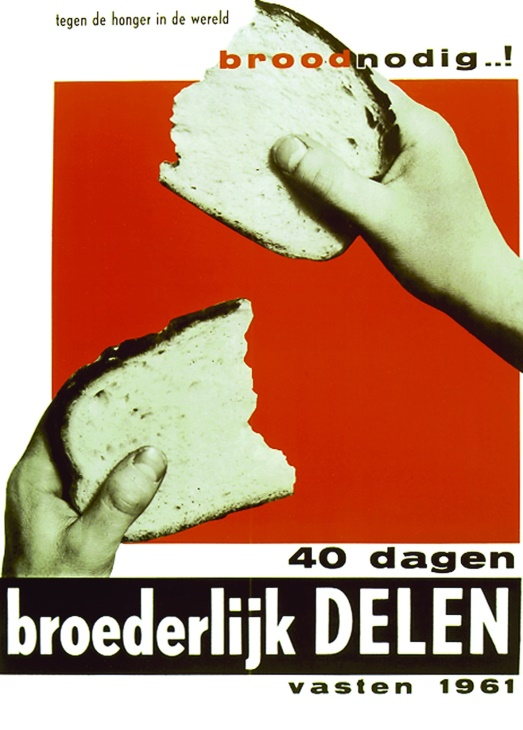 tegen de honger in de wereld
broodnodig..!
40 dagen
broederlijk DELEN
vasten 1961